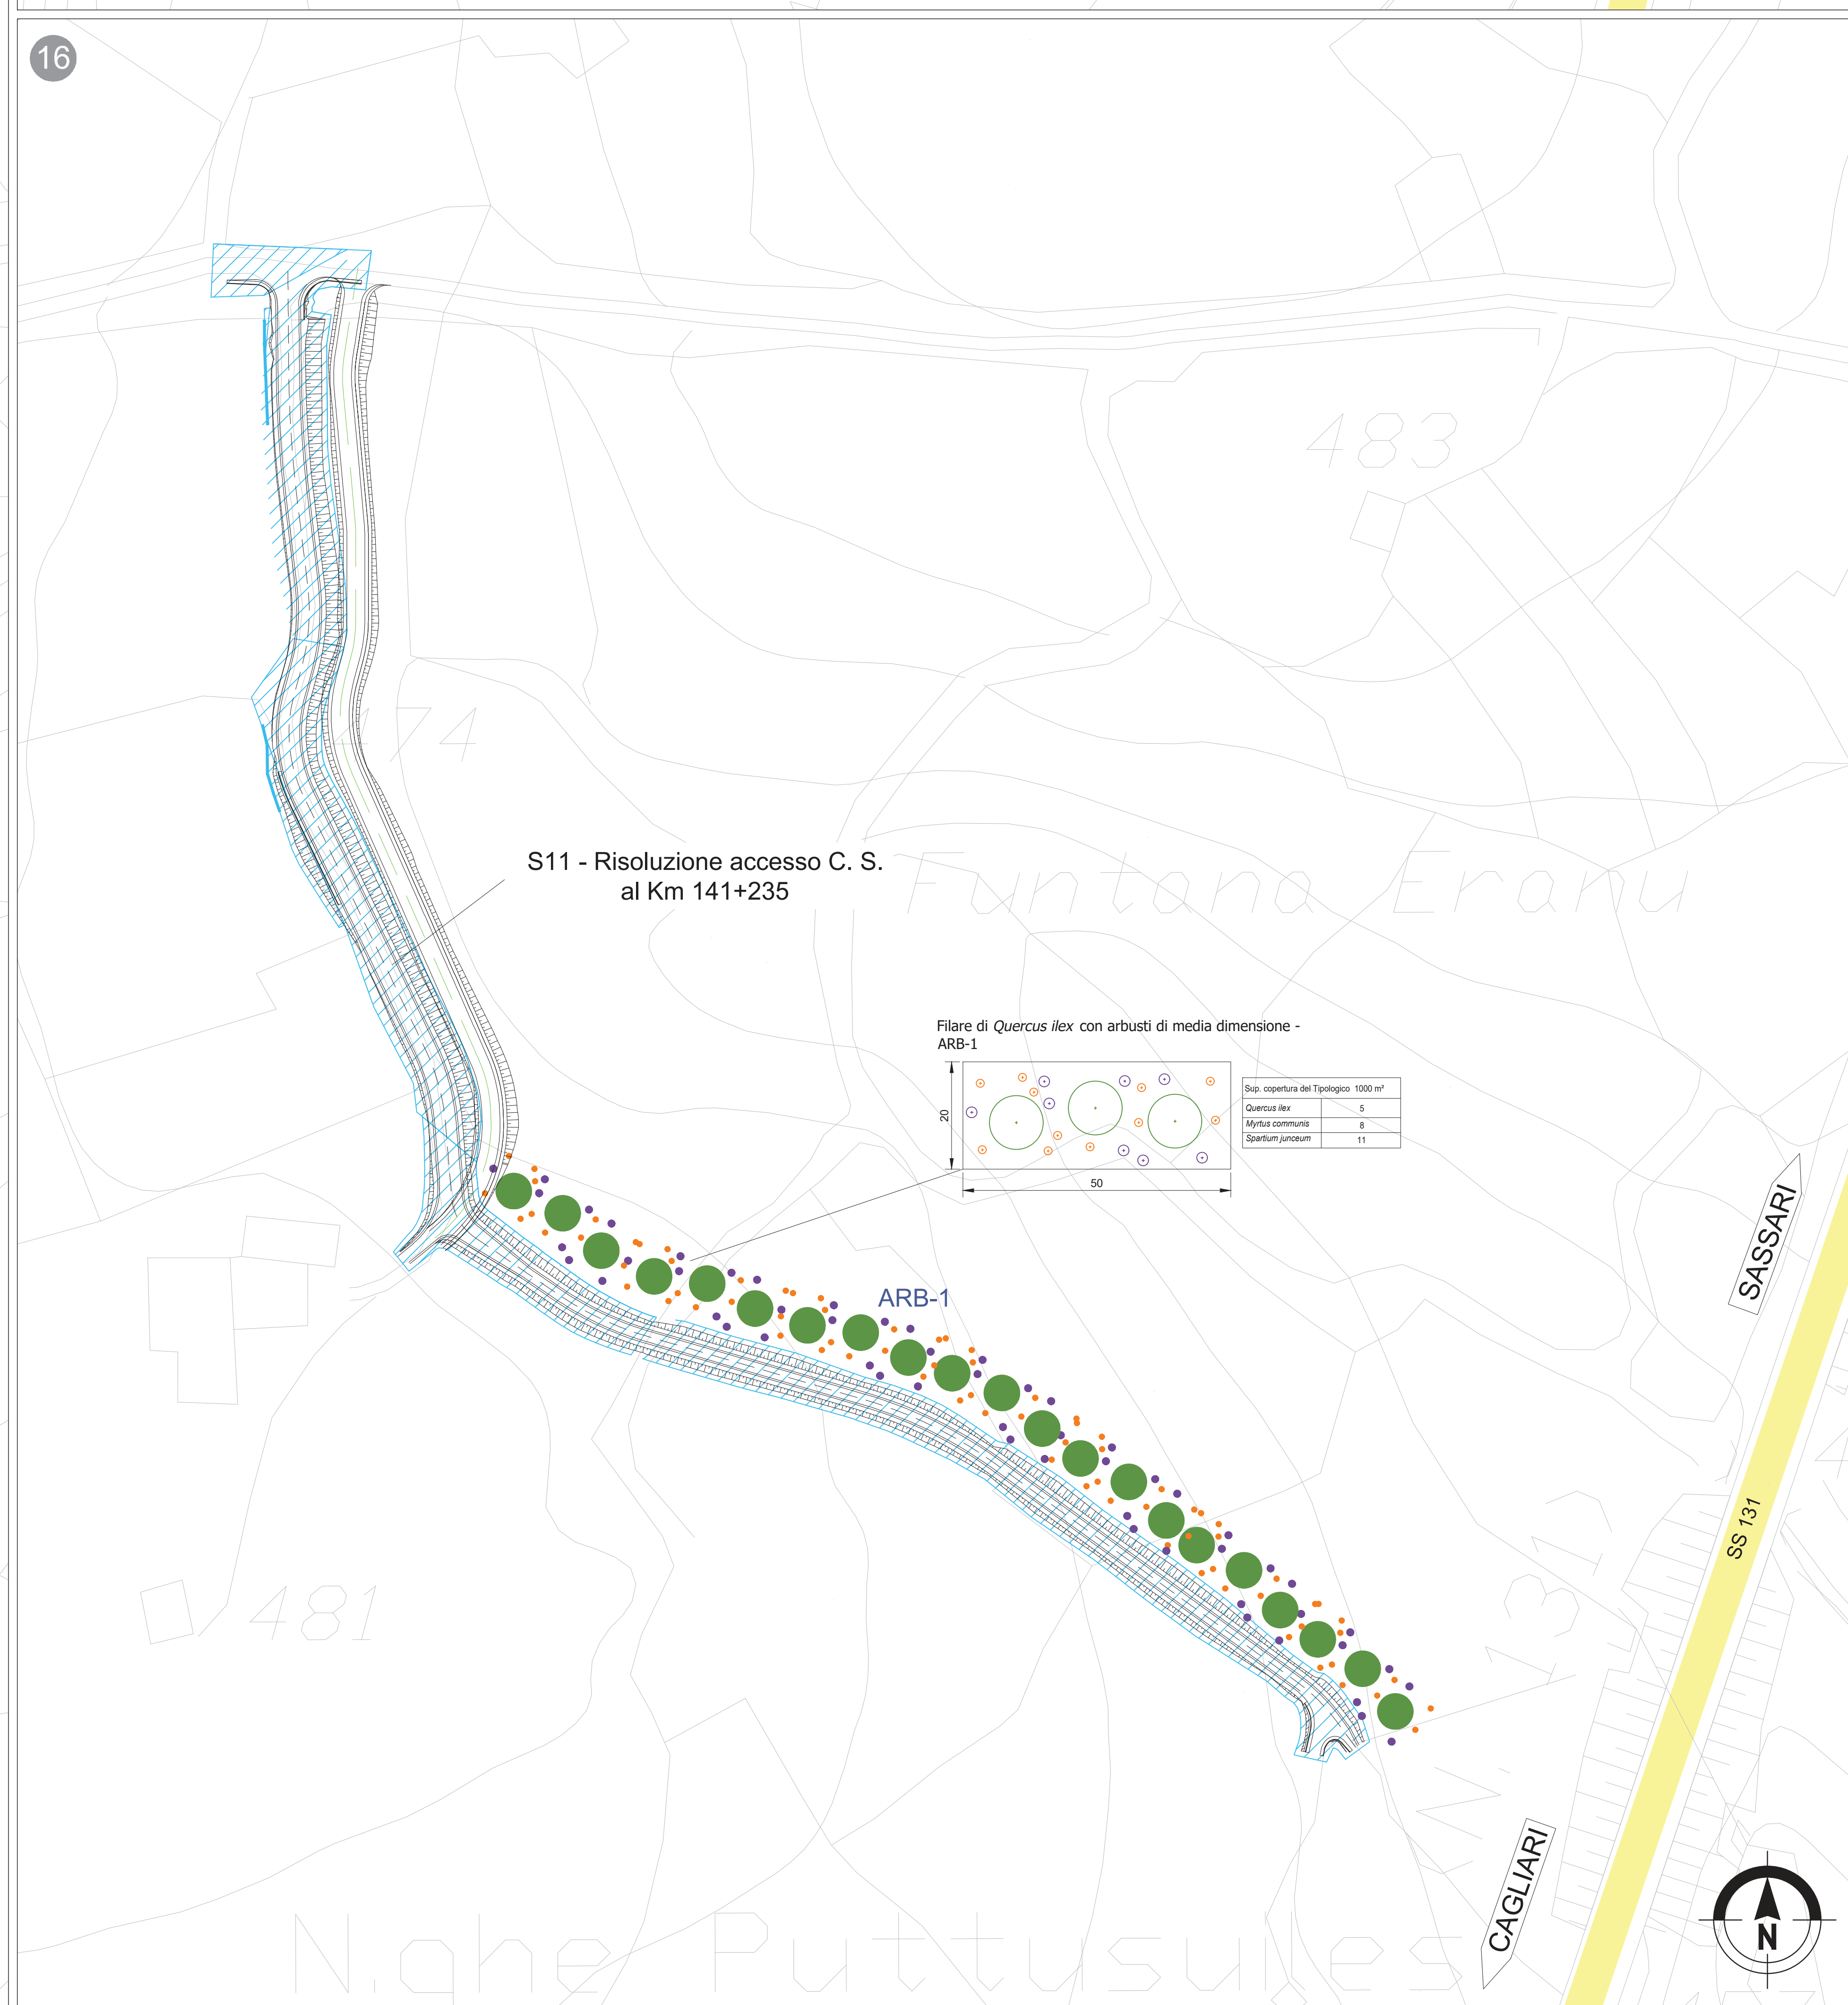 16
483
474
S11 - Risoluzione accesso C. S.
al Km 141+235
Funtana Eranu
Filare di Quercus ilex con arbusti di media dimensione -
ARB-1
20
50
Sup. copertura del Tipologico 1000 m²
Quercus ilex 5
Myrtus communis 8
Spartium junceum 11
SASSARI
ARB-1
SS 131
481
CAGLIARI
N.ghe Puttusukes
N